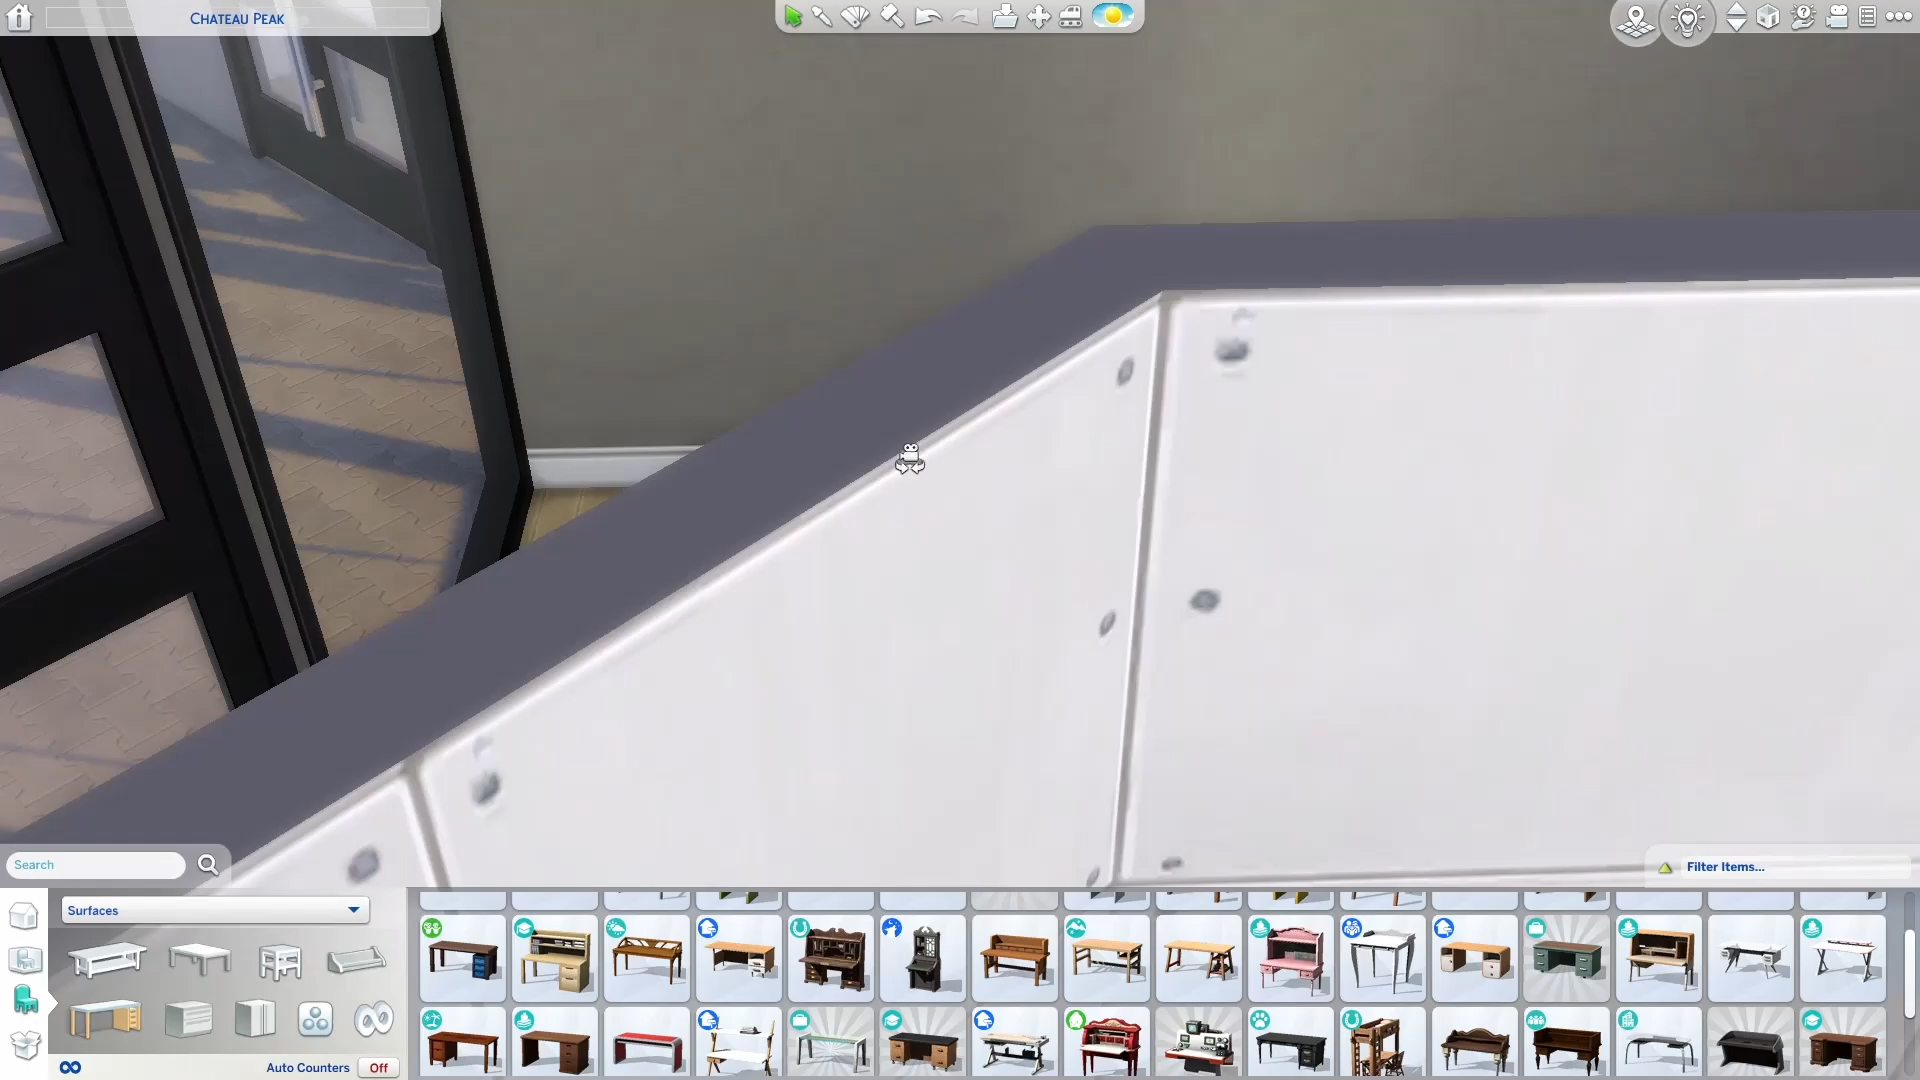 CHATEAU PEAK
Search
Filter Items...
Surfaces
Auto Counters
Off